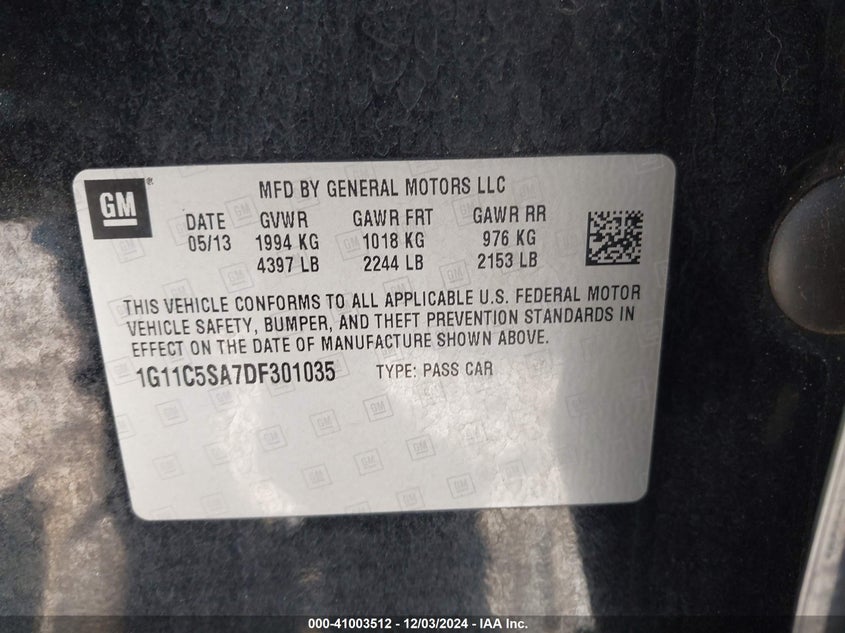 GM
MFD BY GENERAL MOTORS LLC
DATE GVWR GAWR FRT GAWR RR
05/13 1994 KG 1018 KG 976 KG
4397 LB 2244 LB 2153 LB
THIS VEHICLE CONFORMS TO ALL APPLICABLE U.S. FEDERAL MOTOR
VEHICLE SAFETY, BUMPER, AND THEFT PREVENTION STANDARDS IN
EFFECT ON THE DATE OF MANUFACTURE SHOWN ABOVE.
1G11C5SA7DF301035 TYPE: PASS CAR
000-41003512 - 12/03/2024 - IAA Inc.